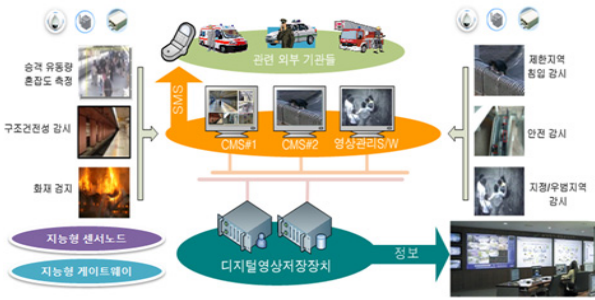 관련 외부 기관들
승객 유동량
혼잡도 측정
제한지역
침입 감시
SMS
구조건전성 감시
CMS#1
CMS#2
영상관리S/W
안전 감시
화재 검지
지정/우범지역
감시
지능형 센서노드
지능형 게이트웨이
디지털영상저장장치
정보